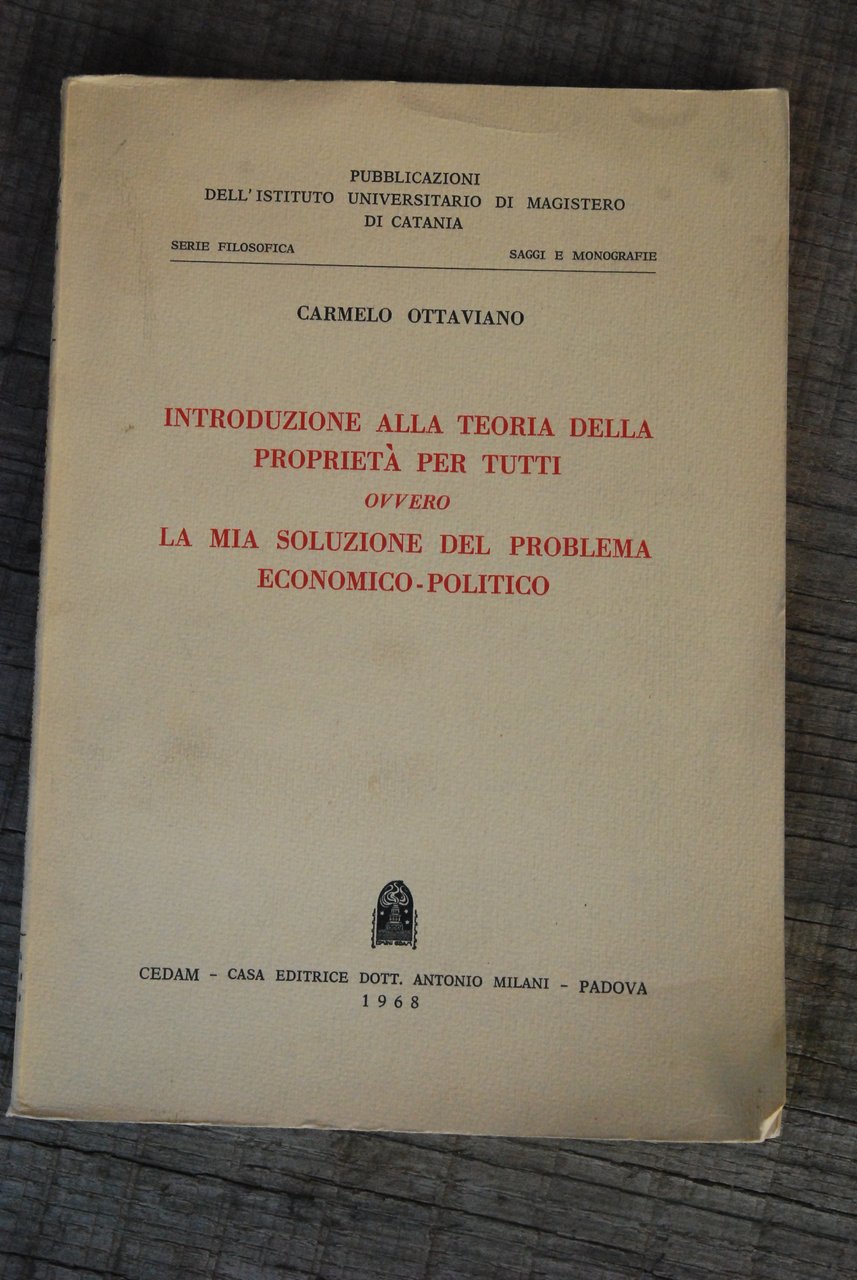 PUBBLICAZIONI
DELL'ISTITUTO UNIVERSITARIO DI MAGISTERO
DI CATANIA
SERIE FILOSOFICA SAGGI E MONOGRAFIE
CARMELO OTTAVIANO
INTRODUZIONE ALLA TEORIA DELLA
PROPRIETÀ PER TUTTI
OVVERO
LA MIA SOLUZIONE DEL PROBLEMA
ECONOMICO-POLITICO
CEDAM - CASA EDITRICE DOTT. ANTONIO MILANI - PADOVA
1968